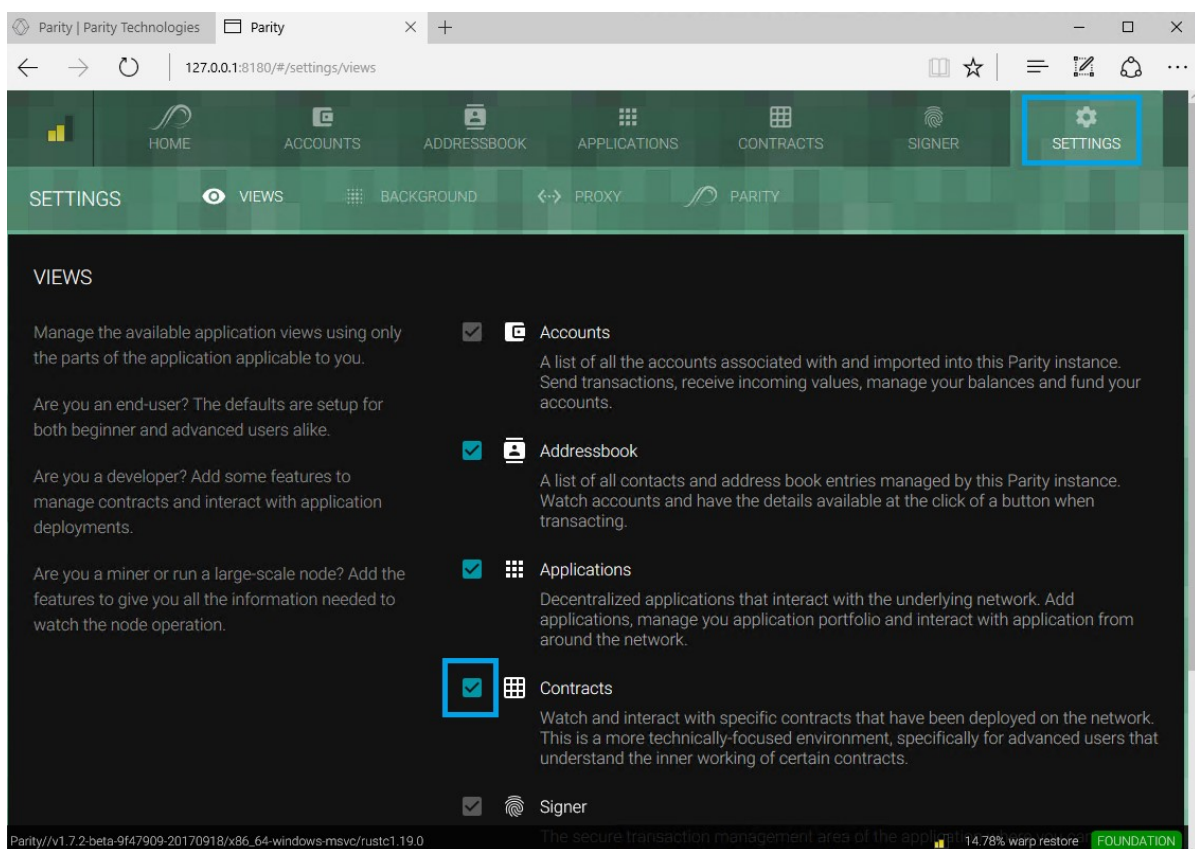 Parity | Parity Technologies
Parity
127.0.0.1:8180/#/settings/views
HOME
ACCOUNTS
ADDRESSBOOK
APPLICATIONS
CONTRACTS
SIGNER
SETTINGS
SETTINGS
VIEWS
BACKGROUND
PROXY
PARITY
VIEWS
Manage the available application views using only
the parts of the application applicable to you.
Are you an end-user? The defaults are setup for
both beginner and advanced users alike.
Are you a developer? Add some features to
manage contracts and interact with application
deployments.
Are you a miner or run a large-scale node? Add the
features to give you all the information needed to
watch the node operation.
Accounts
A list of all the accounts associated with and imported into this Parity instance.
Send transactions, receive incoming values, manage your balances and fund your
accounts.
Addressbook
A list of all contacts and address book entries managed by this Parity instance.
Watch accounts and have the details available at the click of a button when
transacting.
Applications
Decentralized applications that interact with the underlying network. Add
applications, manage you application portfolio and interact with application from
around the network.
Contracts
Watch and interact with specific contracts that have been deployed on the network.
This is a more technically-focused environment, specifically for advanced users that
understand the inner working of certain contracts.
Signer
The secure transaction management area of the
Parity//v1.7.2-beta-9f47909-20170918/x86_64-windows-msvc/rustc1.19.0
14.78% warp restore
FOUNDATION